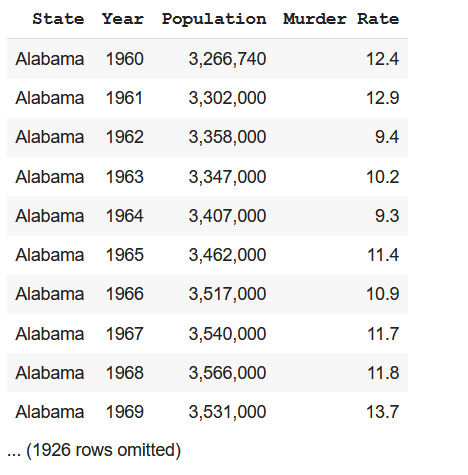 State Year Population Murder Rate
Alabama 1960 3,266,740 12.4
Alabama 1961 3,302,000 12.9
Alabama 1962 3,358,000 9.4
Alabama 1963 3,347,000 10.2
Alabama 1964 3,407,000 9.3
Alabama 1965 3,462,000 11.4
Alabama 1966 3,517,000 10.9
Alabama 1967 3,540,000 11.7
Alabama 1968 3,566,000 11.8
Alabama 1969 3,531,000 13.7
... (1926 rows omitted)